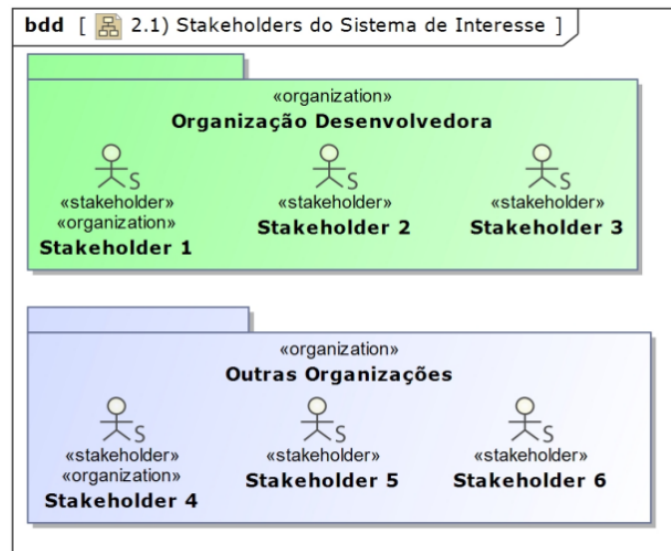 bdd [ 2.1) Stakeholders do Sistema de Interesse ]
«organization»
Organização Desenvolvedora
S
«stakeholder»
«organization»
Stakeholder 1
S
«stakeholder»
Stakeholder 2
S
«stakeholder»
Stakeholder 3
«organization»
Outras Organizações
S
«stakeholder»
«organization»
Stakeholder 4
S
«stakeholder»
Stakeholder 5
S
«stakeholder»
Stakeholder 6